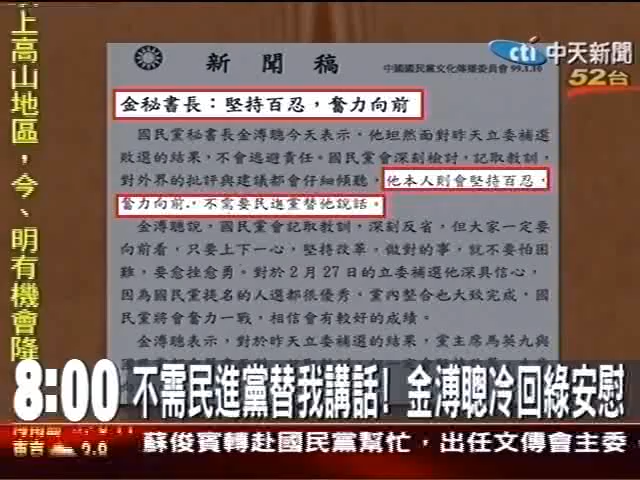 上高山地區，今、明有機會隆
cti 中天新聞
52台
新聞稿
中國國民黨文化傳播委員會 99.1.10
金秘書長：堅持百忍，奮力向前
國民黨秘書長金溥聰今天表示，他坦然面對昨天立委補選
敗選的結果，不會逃避責任。國民黨會深刻檢討，記取教訓，
對外界的批評與建議都會仔細傾聽，他本人則會堅持百忍，
奮力向前，不需要民進黨替他說話。
金溥聰說，國民黨會記取教訓，深刻反省，但大家一定要
向前看，只要上下一心，堅持改革，做對的事，就不要怕困
難，要愈挫愈勇。對於2月27日的立委補選他深具信心，
因為國民黨提名的人選都很優秀，黨內整合也大致完成，國
民黨將會奮力一戰，相信會有較好的成績。
金溥聰表示，對於昨天立委補選的結果，黨主席馬英九與
8:00 不需民進黨替我講話! 金溥聰冷回綠安慰
東京
蘇俊賓轉赴國民黨幫忙，出任文傳會主委